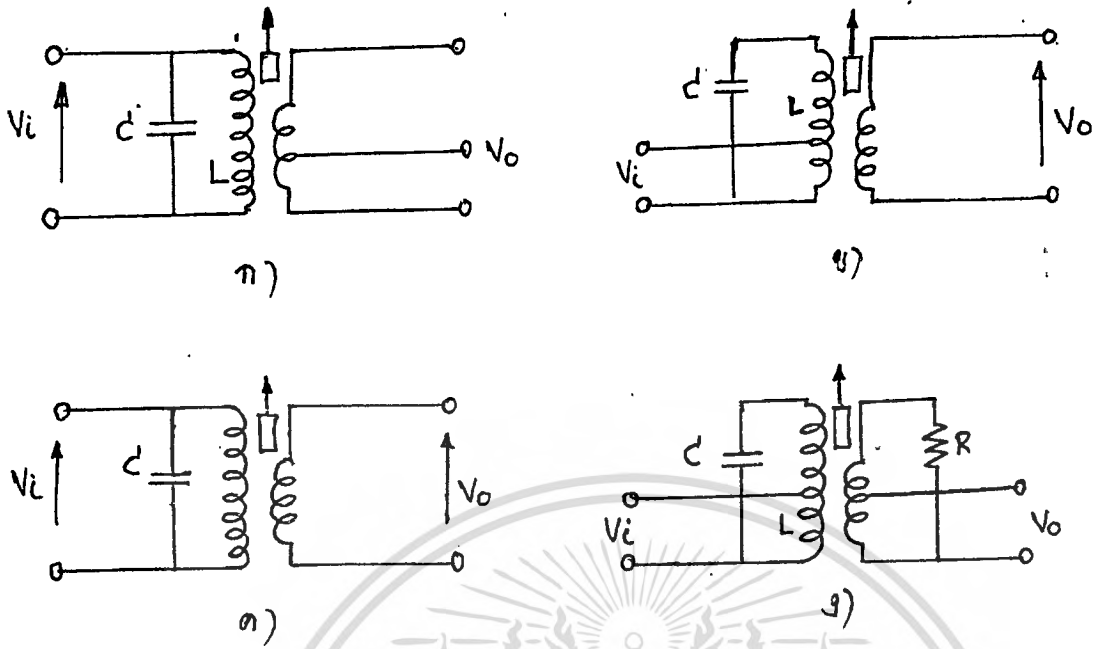 Vi C L Vo
ก)
C L Vi Vo
ข)
Vi C Vo
ค)
C L R Vi Vo
ง)